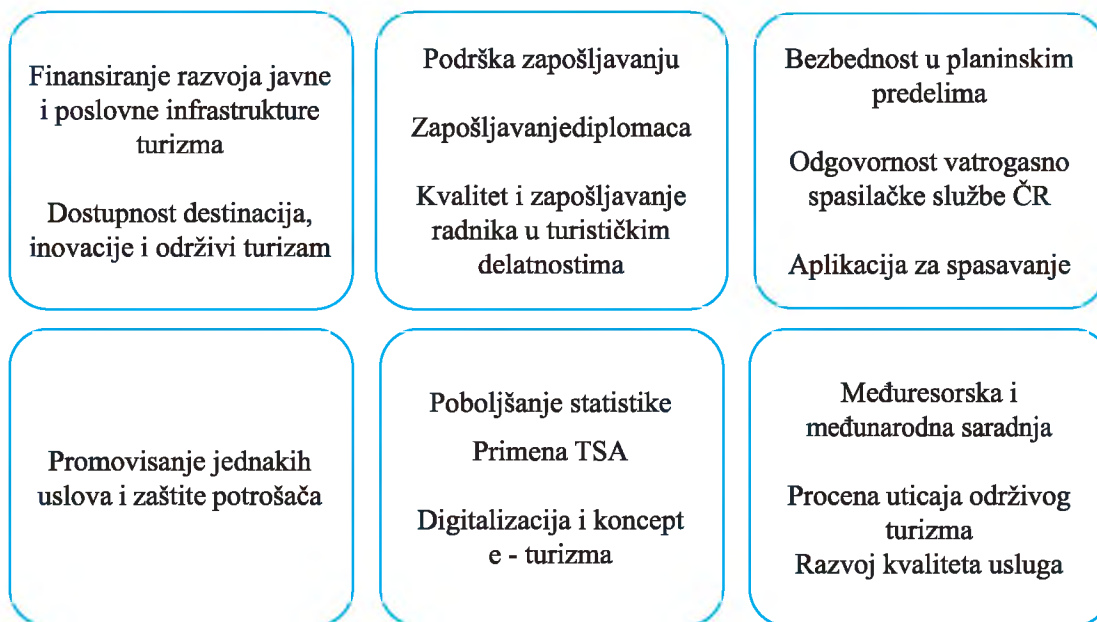 Finansiranje razvoja javne
i poslovne infrastrukture
turizma
Dostupnost destinacija,
inovacije i održivi turizam
Podrška zapošljavanju
Zapošljavanjediplomaca
Kvalitet i zapošljavanje
radnika u turističkim
delatnostima
Bezbednost u planinskim
predelima
Odgovornost vatrogasno
spasilačke službe ČR
Aplikacija za spasavanje
Promovisanje jednakih
uslova i zaštite potrošača
Poboljšanje statistike
Primena TSA
Digitalizacija i koncept
e - turizma
Međuresorska i
međunarodna saradnja
Procena uticaja održivog
turizma
Razvoj kvaliteta usluga